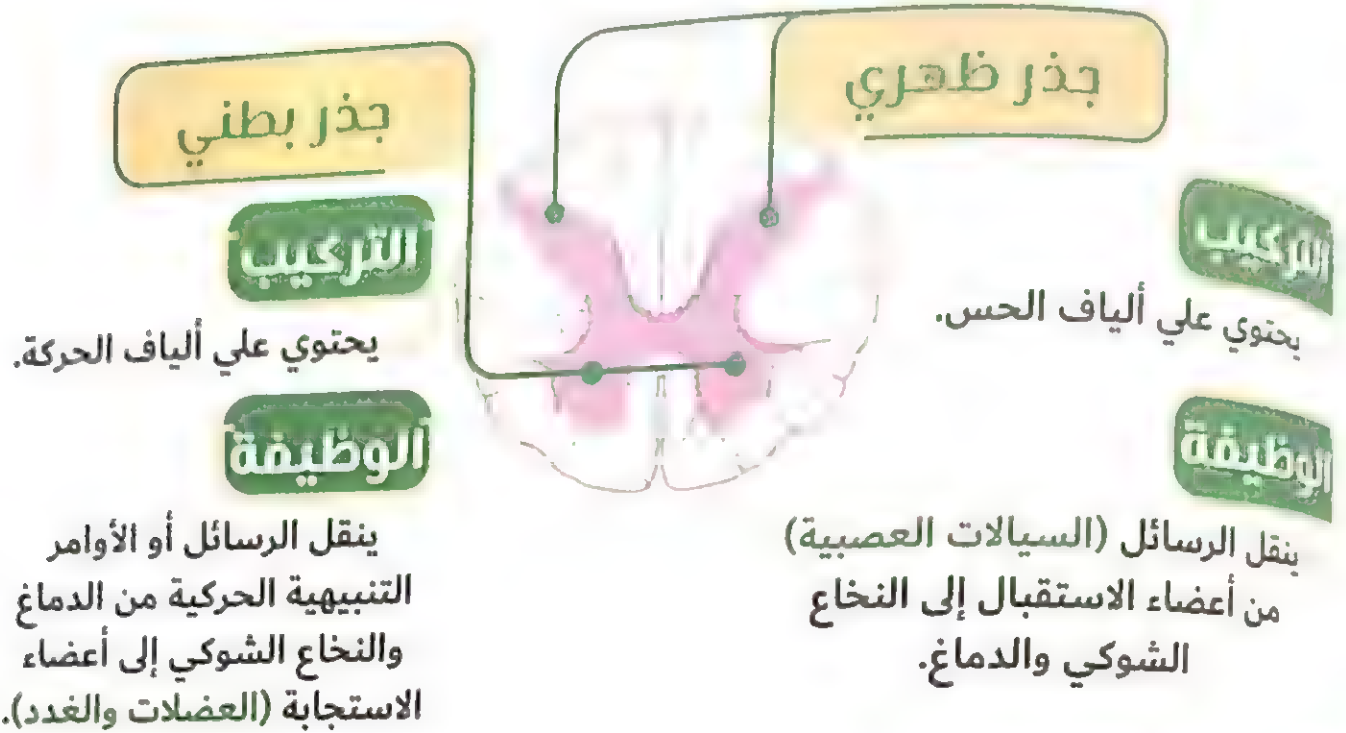 جذر ظهري
التركيب
يحتوي علي ألياف الحس.
الوظيفة
ينقل الرسائل (السيالات العصبية)
من أعضاء الاستقبال إلى النخاع
الشوكي والدماغ.
جذر بطني
التركيب
يحتوي علي ألياف الحركة.
الوظيفة
ينقل الرسائل أو الأوامر
التنبيهية الحركية من الدماغ
والنخاع الشوكي إلى أعضاء
الاستجابة (العضلات والغدد).